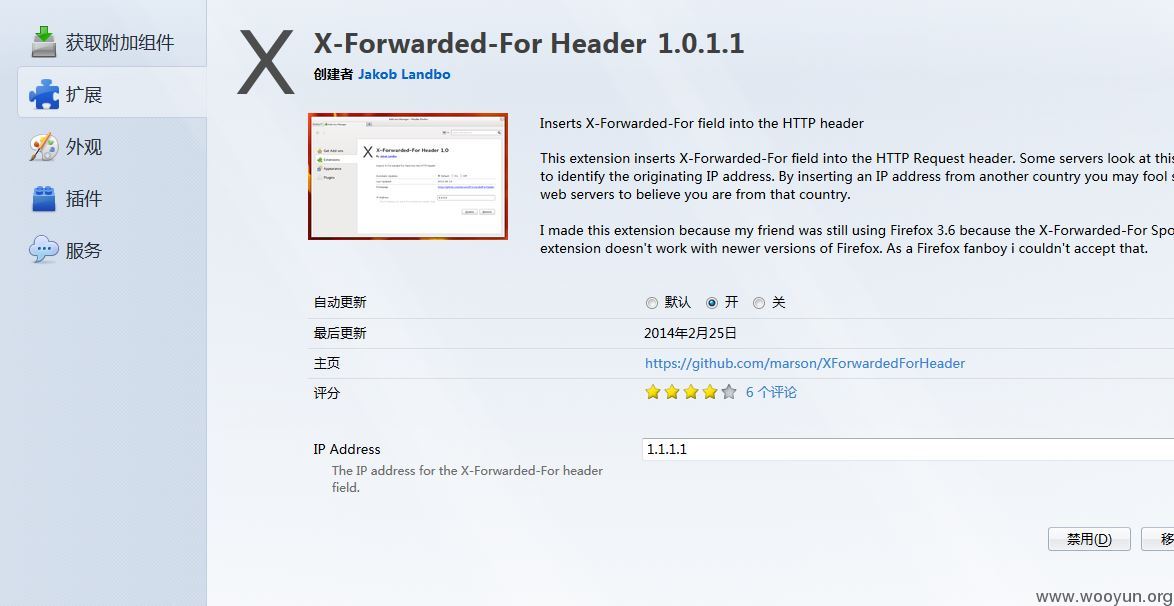 获取附加组件
扩展
外观
插件
服务
X
X-Forwarded-For Header 1.0.1.1
创建者 Jakob Landbo
X-Forwarded-For Header 1.0
Inserts X-Forwarded-For field into the HTTP header
This extension inserts X-Forwarded-For field into the HTTP Request header. Some servers look at this
to identify the originating IP address. By inserting an IP address from another country you may fool
web servers to believe you are from that country.
I made this extension because my friend was still using Firefox 3.6 because the X-Forwarded-For Spo
extension doesn't work with newer versions of Firefox. As a Firefox fanboy i couldn't accept that.
自动更新 默认 开 关
最后更新 2014年2月25日
主页 https://github.com/marson/XForwardedForHeader
评分 6 个评论
IP Address 1.1.1.1
The IP address for the X-Forwarded-For header
field.
禁用(D) 移
www.wooyun.org